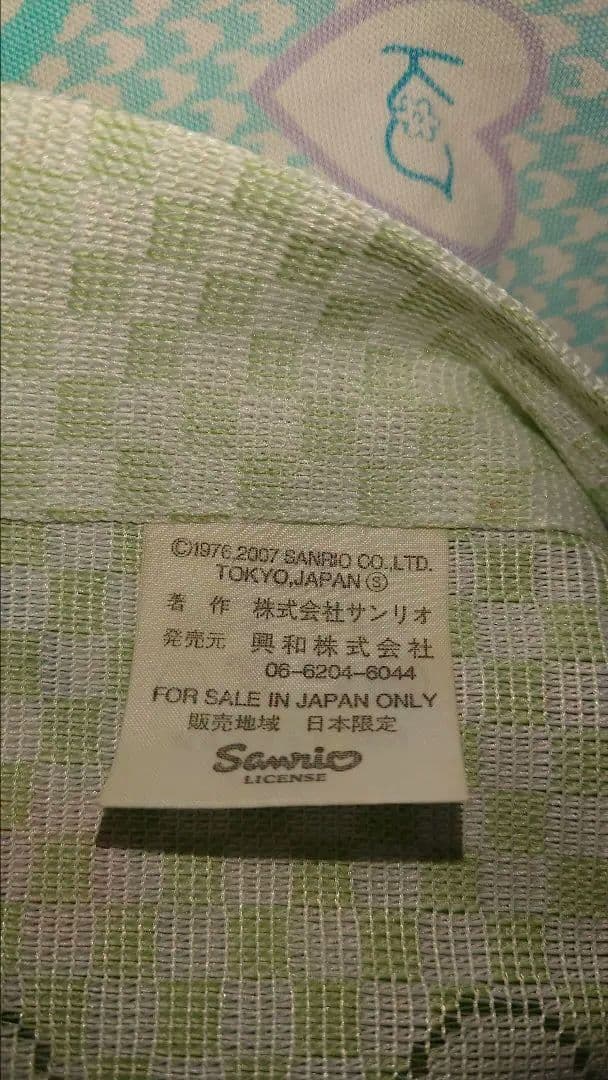 ©1976,2007 SANRIO CO.,LTD.
TOKYO,JAPAN Ⓢ
著 作 株式会社サンリオ
発売元 興和株式会社
06-6204-6044
FOR SALE IN JAPAN ONLY
販売地域 日本限定
Sanrio
LICENSE